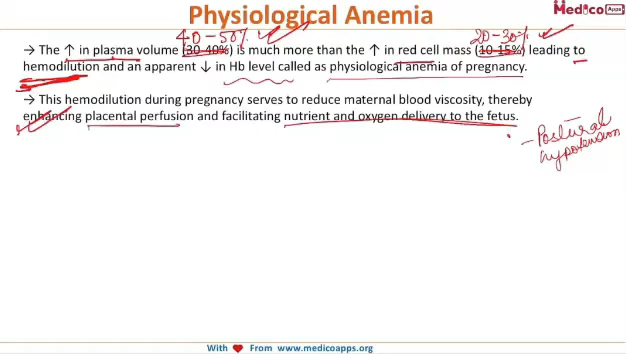 Physiological Anemia
Medico Apps
40-50%
20-30%
→ The ↑ in plasma volume (30-40%) is much more than the ↑ in red cell mass (10-15%) leading to
hemodilution and an apparent ↓ in Hb level called as physiological anemia of pregnancy.
→ This hemodilution during pregnancy serves to reduce maternal blood viscosity, thereby
enhancing placental perfusion and facilitating nutrient and oxygen delivery to the fetus.
- Postural
hypotension
With ❤ From www.medicoapps.org